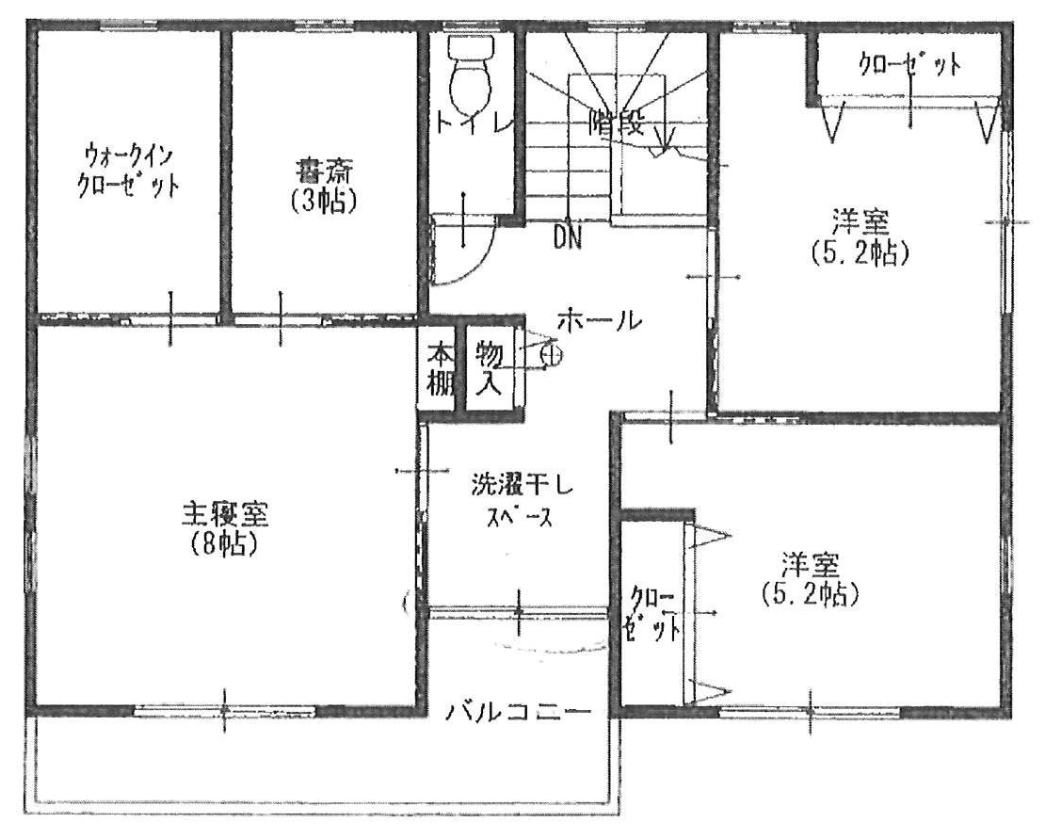 クローゼット
トイレ
階段
ウォークイン
クローゼット
書斎
(3帖)
洋室
(5.2帖)
DN
ホール
本棚
物入
洗濯干し
スペース
主寝室
(8帖)
洋室
(5.2帖)
クロー
ゼット
バルコニー